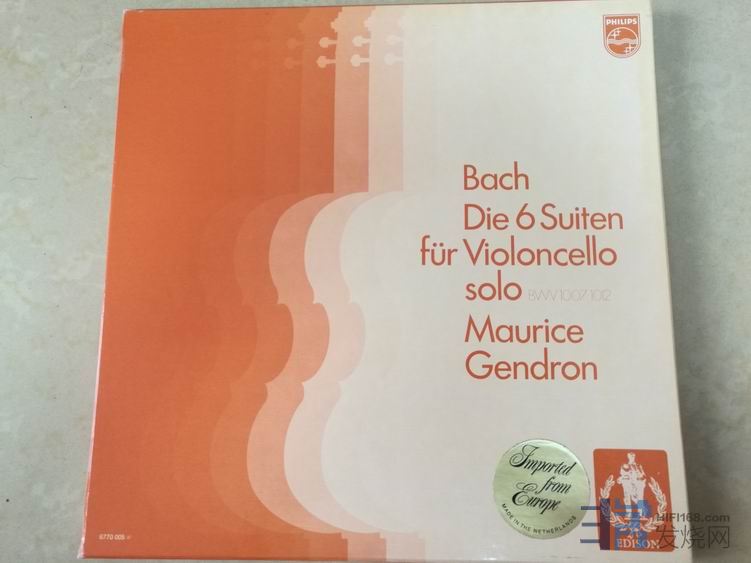 PHILIPS
Bach
Die 6 Suiten
für Violoncello
solo BWV 1007/1012
Maurice
Gendron
Imported
from
Europe
MADE IN THE NETHERLANDS
EDISON
6770 005
HIFI168.com
发烧网